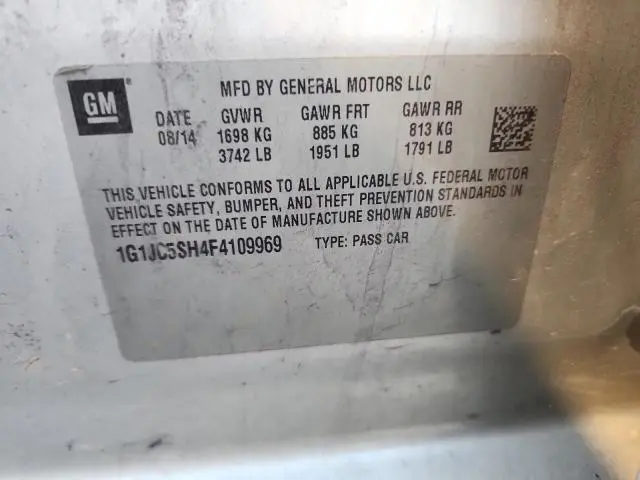 GM
MFD BY GENERAL MOTORS LLC
DATE GVWR GAWR FRT GAWR RR
08/14 1698 KG 885 KG 813 KG
3742 LB 1951 LB 1791 LB
THIS VEHICLE CONFORMS TO ALL APPLICABLE U.S. FEDERAL MOTOR
VEHICLE SAFETY, BUMPER, AND THEFT PREVENTION STANDARDS IN
EFFECT ON THE DATE OF MANUFACTURE SHOWN ABOVE.
1G1JC5SH4F4109969 TYPE: PASS CAR